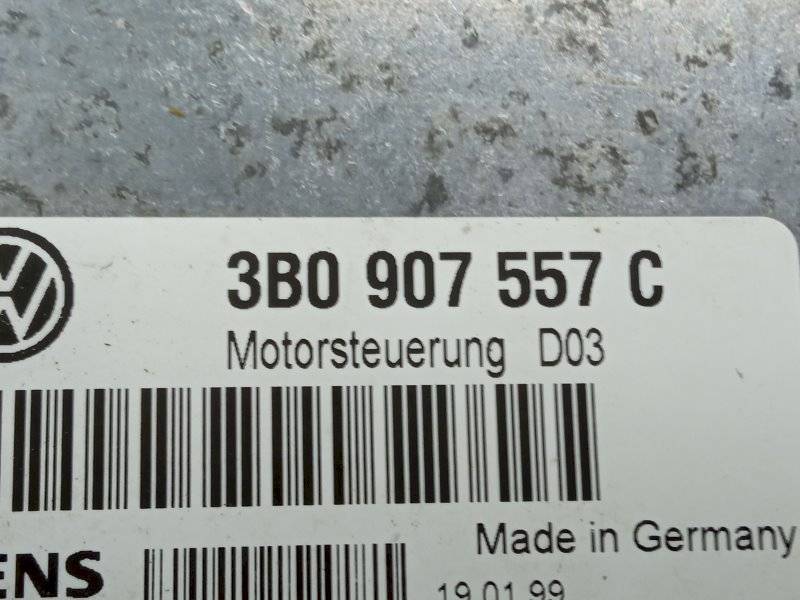 3B0 907 557 C
Motorsteuerung D03
Made in Germany
ENS
19.01.99